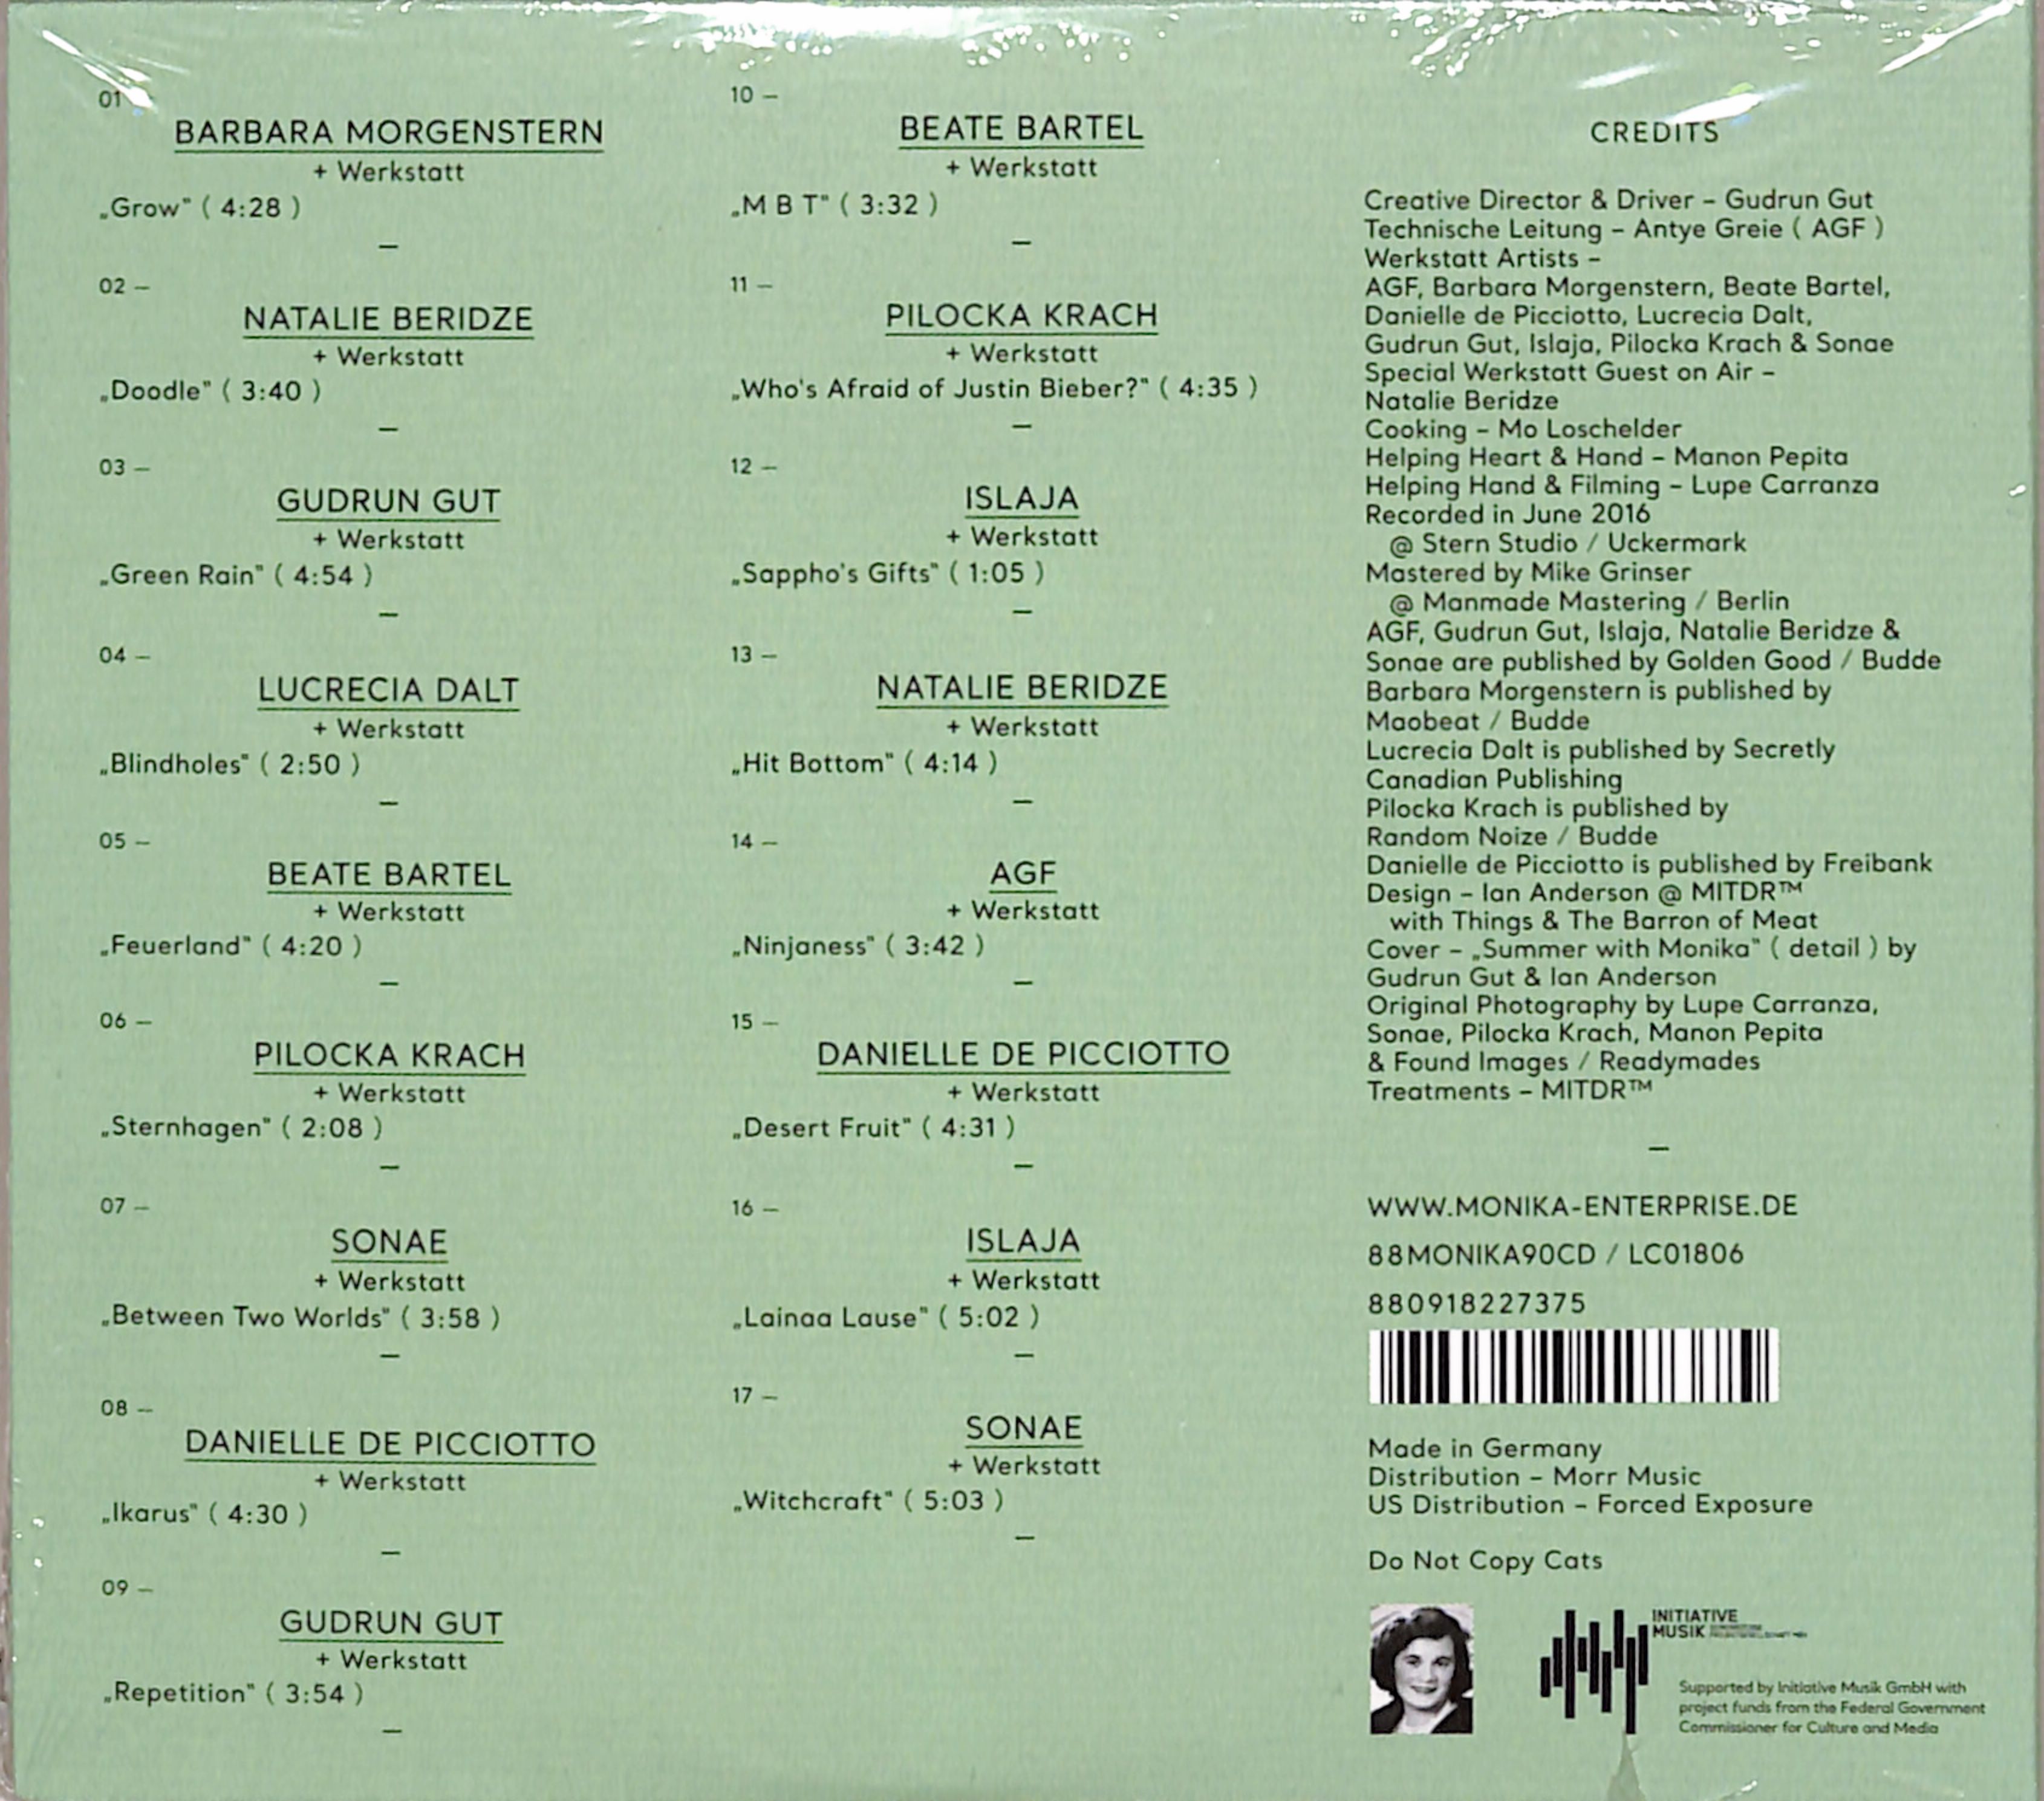 01
BARBARA MORGENSTERN
+ Werkstatt
„Grow" ( 4:28 )
–
02 –
NATALIE BERIDZE
+ Werkstatt
„Doodle" ( 3:40 )
–
03 –
GUDRUN GUT
+ Werkstatt
„Green Rain" ( 4:54 )
–
04 –
LUCRECIA DALT
+ Werkstatt
„Blindholes" ( 2:50 )
–
05 –
BEATE BARTEL
+ Werkstatt
„Feuerland" ( 4:20 )
–
06 –
PILOCKA KRACH
+ Werkstatt
„Sternhagen" ( 2:08 )
–
07 –
SONAE
+ Werkstatt
„Between Two Worlds" ( 3:58 )
–
08 –
DANIELLE DE PICCIOTTO
+ Werkstatt
„Ikarus" ( 4:30 )
–
09 –
GUDRUN GUT
+ Werkstatt
„Repetition" ( 3:54 )
–
10 –
BEATE BARTEL
+ Werkstatt
„M B T" ( 3:32 )
–
11 –
PILOCKA KRACH
+ Werkstatt
„Who's Afraid of Justin Bieber?" ( 4:35 )
–
12 –
ISLAJA
+ Werkstatt
„Sappho's Gifts" ( 1:05 )
–
13 –
NATALIE BERIDZE
+ Werkstatt
„Hit Bottom" ( 4:14 )
–
14 –
AGF
+ Werkstatt
„Ninjaness" ( 3:42 )
–
15 –
DANIELLE DE PICCIOTTO
+ Werkstatt
„Desert Fruit" ( 4:31 )
–
16 –
ISLAJA
+ Werkstatt
„Lainaa Lause" ( 5:02 )
–
17 –
SONAE
+ Werkstatt
„Witchcraft" ( 5:03 )
–
CREDITS
Creative Director & Driver – Gudrun Gut
Technische Leitung – Antye Greie ( AGF )
Werkstatt Artists –
AGF, Barbara Morgenstern, Beate Bartel,
Danielle de Picciotto, Lucrecia Dalt,
Gudrun Gut, Islaja, Pilocka Krach & Sonae
Special Werkstatt Guest on Air –
Natalie Beridze
Cooking – Mo Loschelder
Helping Heart & Hand – Manon Pepita
Helping Hand & Filming – Lupe Carranza
Recorded in June 2016
@ Stern Studio / Uckermark
Mastered by Mike Grinser
@ Manmade Mastering / Berlin
AGF, Gudrun Gut, Islaja, Natalie Beridze &
Sonae are published by Golden Good / Budde
Barbara Morgenstern is published by
Maobeat / Budde
Lucrecia Dalt is published by Secretly
Canadian Publishing
Pilocka Krach is published by
Random Noize / Budde
Danielle de Picciotto is published by Freibank
Design – Ian Anderson @ MITDR™
with Things & The Barron of Meat
Cover – „Summer with Monika" ( detail ) by
Gudrun Gut & Ian Anderson
Original Photography by Lupe Carranza,
Sonae, Pilocka Krach, Manon Pepita
& Found Images / Readymades
Treatments – MITDR™
–
WWW.MONIKA-ENTERPRISE.DE
88MONIKA90CD / LC01806
880918227375
Made in Germany
Distribution – Morr Music
US Distribution – Forced Exposure
Do Not Copy Cats
INITIATIVE
MUSIK
Supported by Initiative Musik GmbH with
project funds from the Federal Government
Commissioner for Culture and Media